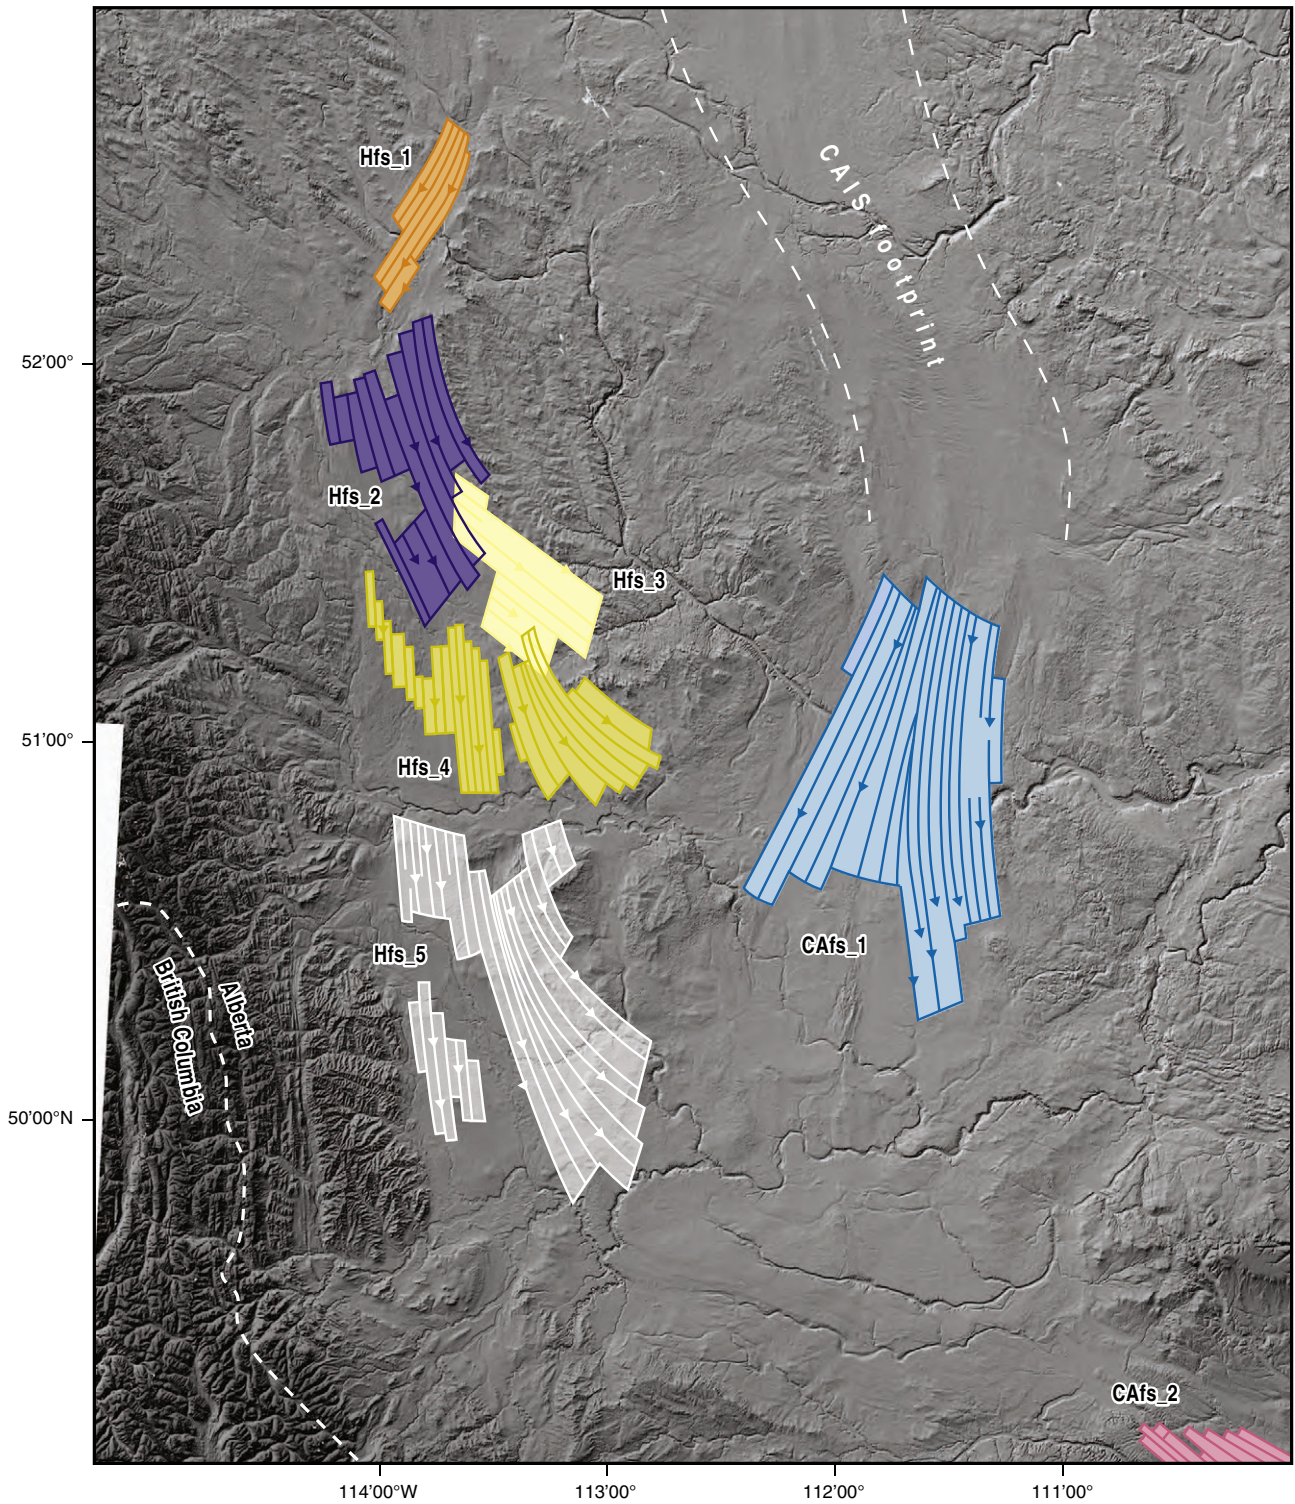 Hfs_1
CAIS footprint
52'00°
Hfs_2
Hfs_3
51'00°
Hfs_4
CAfs_1
Hfs_5
Alberta
British Columbia
50'00°N
CAfs_2
114'00°W
113'00°
112'00°
111'00°